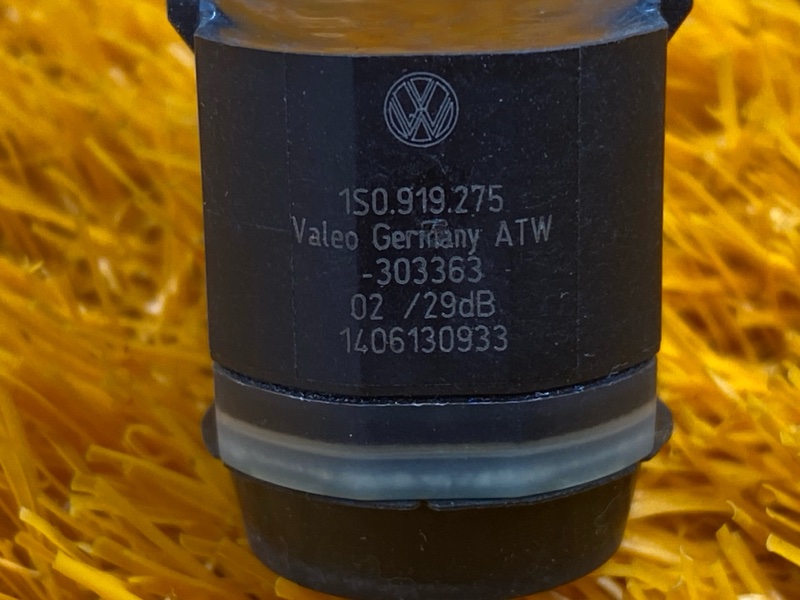 1S0.919.275
Valeo Germany ATW
-303363
02 /29dB
1406130933